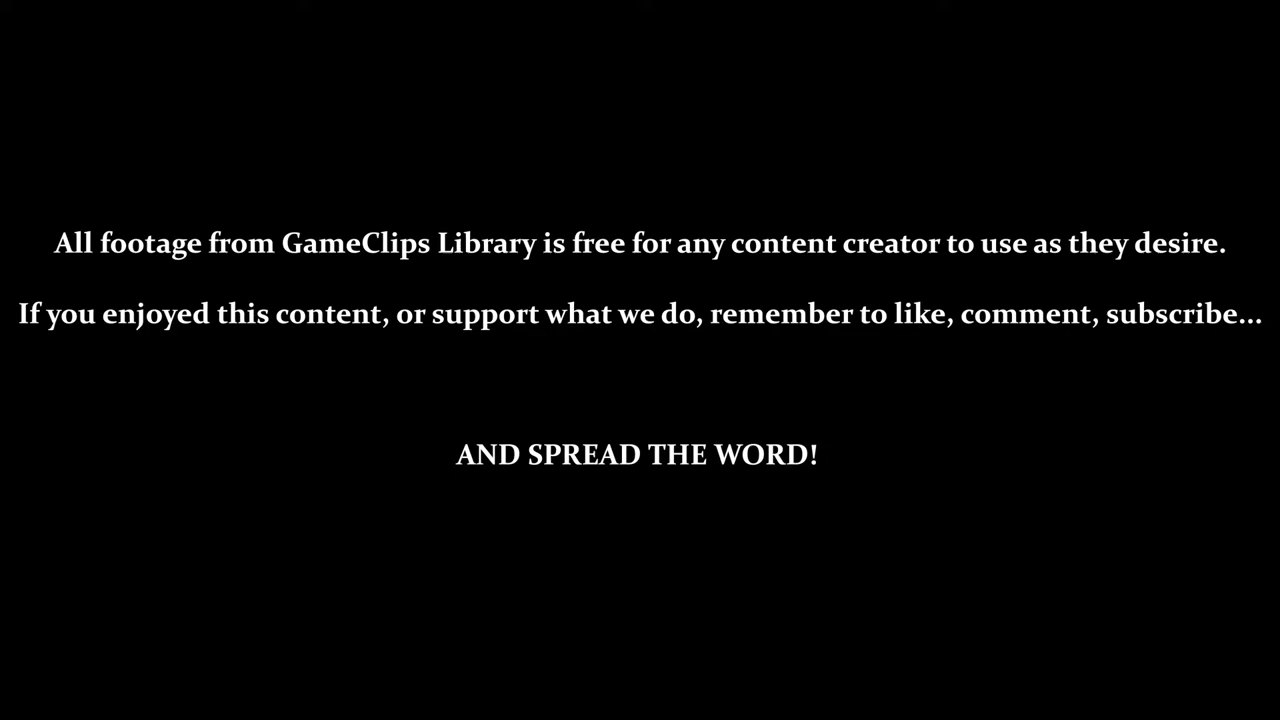 All footage from GameClips Library is free for any content creator to use as they desire.
If you enjoyed this content, or support what we do, remember to like, comment, subscribe...
AND SPREAD THE WORD!